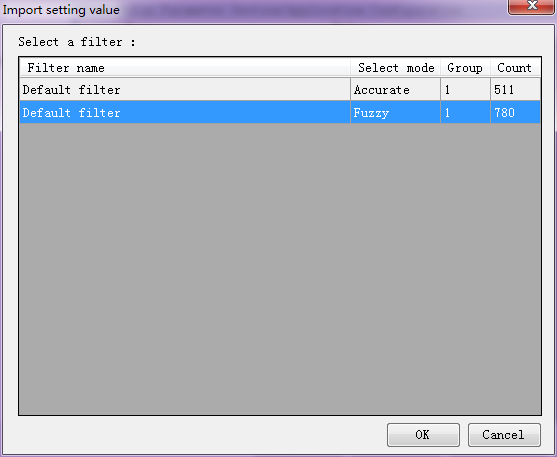 Import setting value
Select a filter :
Filter name Select mode Group Count
Default filter Accurate 1 511
Default filter Fuzzy 1 780
OK Cancel